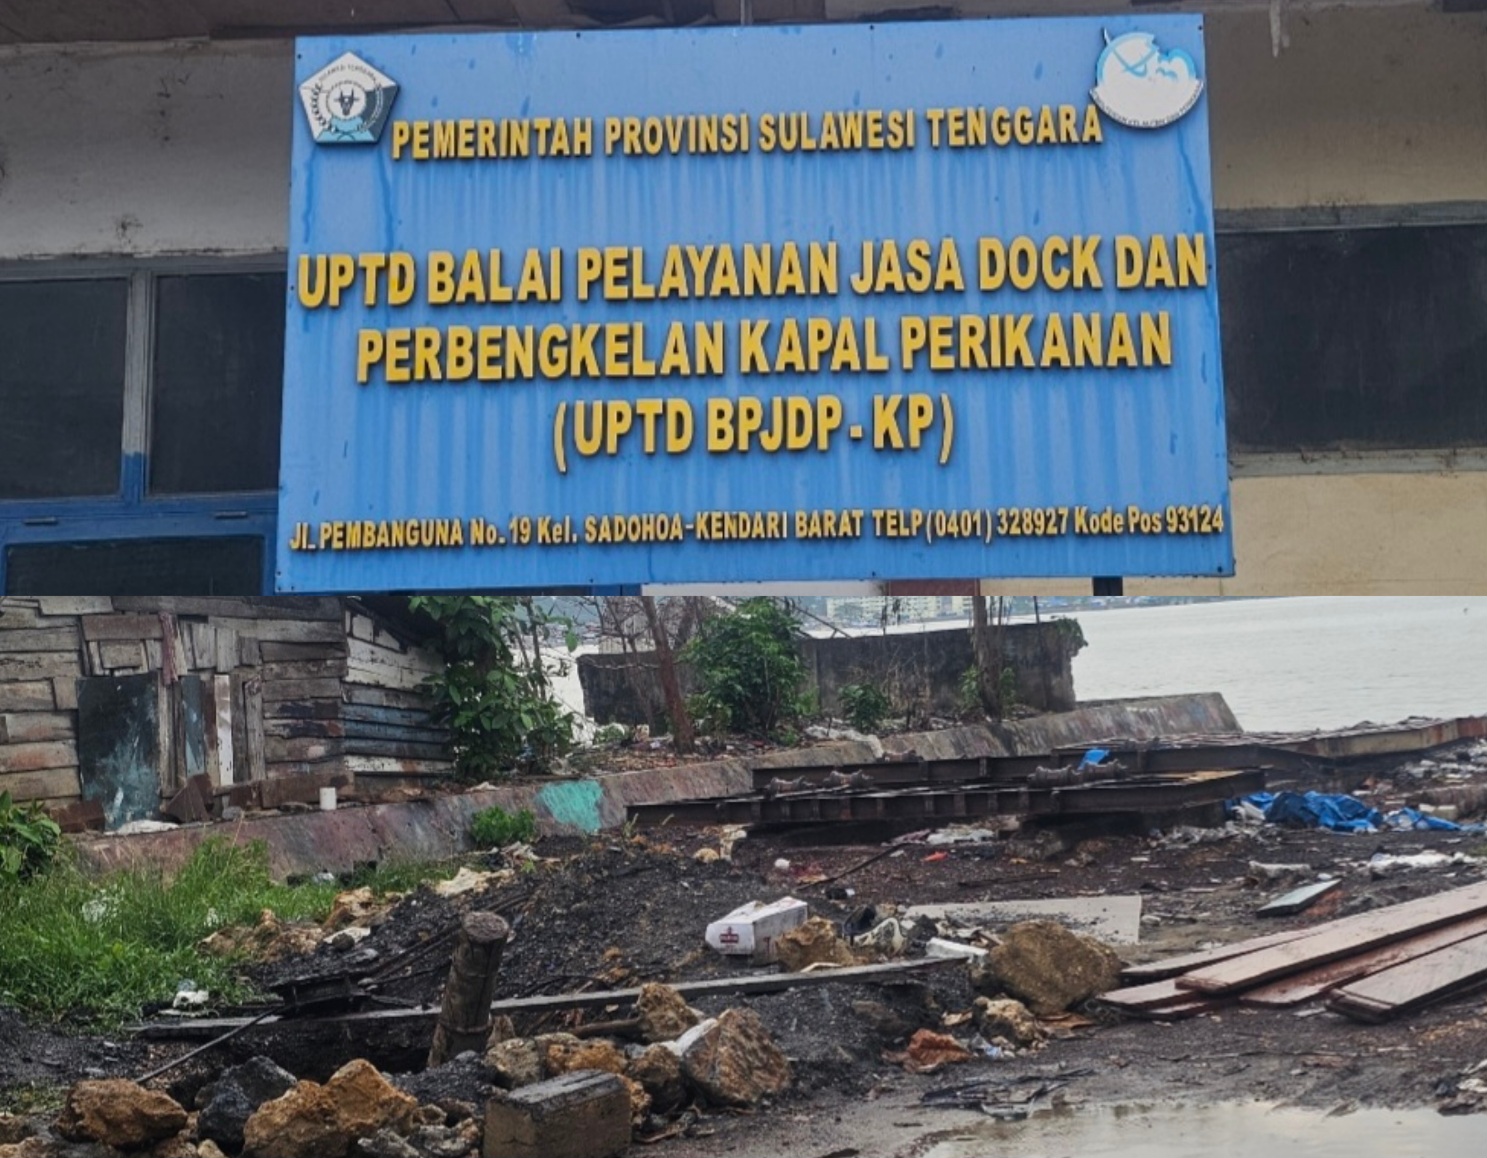 PEMERINTAH PROVINSI SULAWESI TENGGARA
UPTD BALAI PELAYANAN JASA DOCK DAN
PERBENGKELAN KAPAL PERIKANAN
(UPTD BPJDP - KP)
Jl. PEMBANGUNA No. 19 Kel. SADOHOA-KENDARI BARAT TELP (0401) 328927 Kode Pos 93124